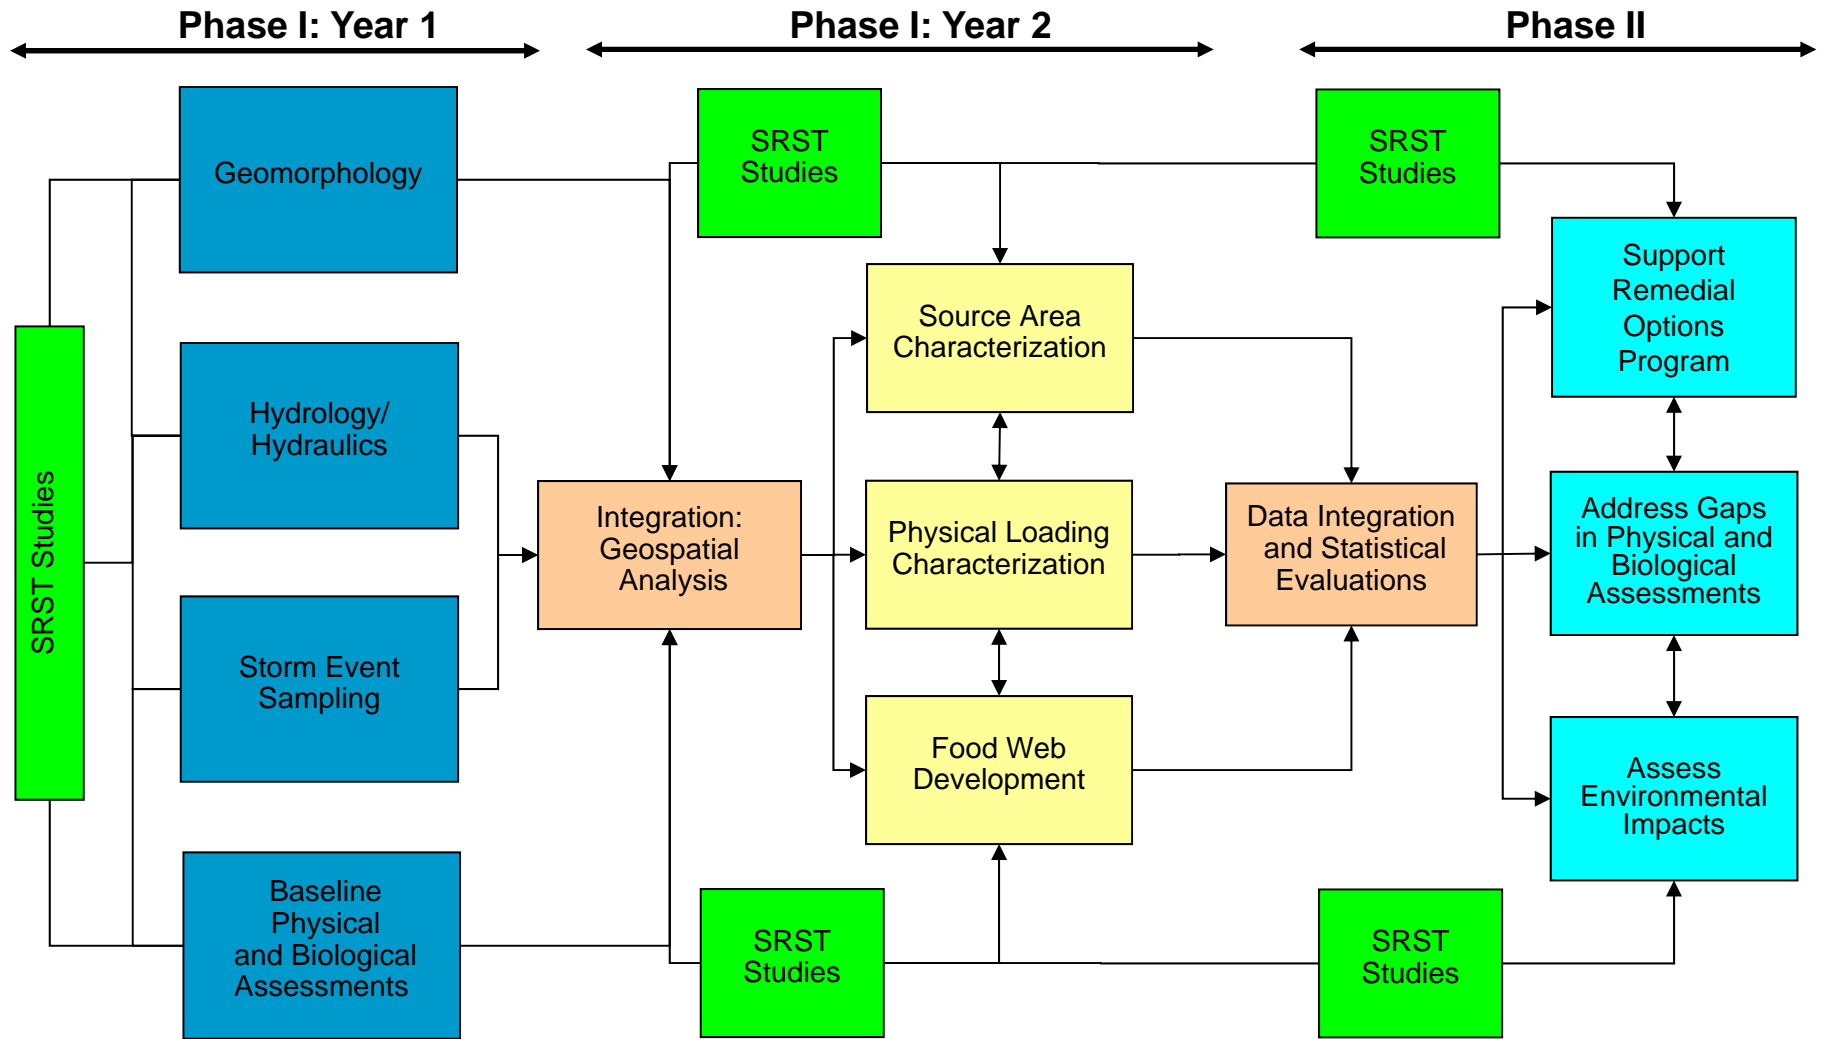 Phase I: Year 1
Phase I: Year 2
Phase II
SRST Studies
Geomorphology
Hydrology/
Hydraulics
Storm Event
Sampling
Baseline
Physical
and Biological
Assessments
Integration:
Geospatial
Analysis
SRST
Studies
Source Area
Characterization
Physical Loading
Characterization
Food Web
Development
SRST
Studies
Data Integration
and Statistical
Evaluations
SRST
Studies
Support
Remedial
Options
Program
Address Gaps
in Physical and
Biological
Assessments
Assess
Environmental
Impacts
SRST
Studies